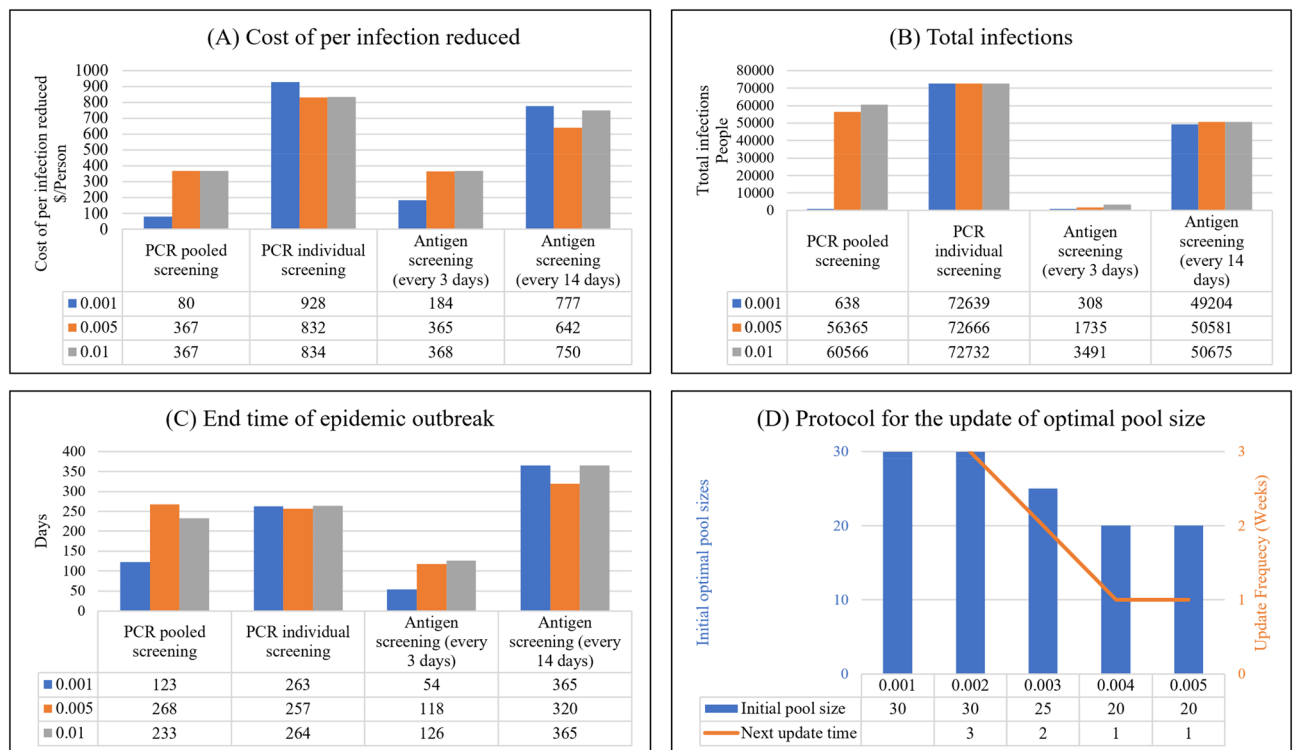 (A) Cost of per infection reduced
Cost of per infection reduced
$/Person
1000
900
800
700
600
500
400
300
200
100
0
PCR pooled screening
PCR individual screening
Antigen screening (every 3 days)
Antigen screening (every 14 days)
0.001 80 928 184 777
0.005 367 832 365 642
0.01 367 834 368 750
(B) Total infections
Ttotal infections
People
80000
70000
60000
50000
40000
30000
20000
10000
0
PCR pooled screening
PCR individual screening
Antigen screening (every 3 days)
Antigen screening (every 14 days)
0.001 638 72639 308 49204
0.005 56365 72666 1735 50581
0.01 60566 72732 3491 50675
(C) End time of epidemic outbreak
Days
400
350
300
250
200
150
100
50
0
PCR pooled screening
PCR individual screening
Antigen screening (every 3 days)
Antigen screening (every 14 days)
0.001 123 263 54 365
0.005 268 257 118 320
0.01 233 264 126 365
(D) Protocol for the update of optimal pool size
Initial optimal pool sizes
30
20
10
0
Update Frequecy (Weeks)
3
2
1
0
0.001 0.002 0.003 0.004 0.005
Initial pool size 30 30 25 20 20
Next update time 3 2 1 1